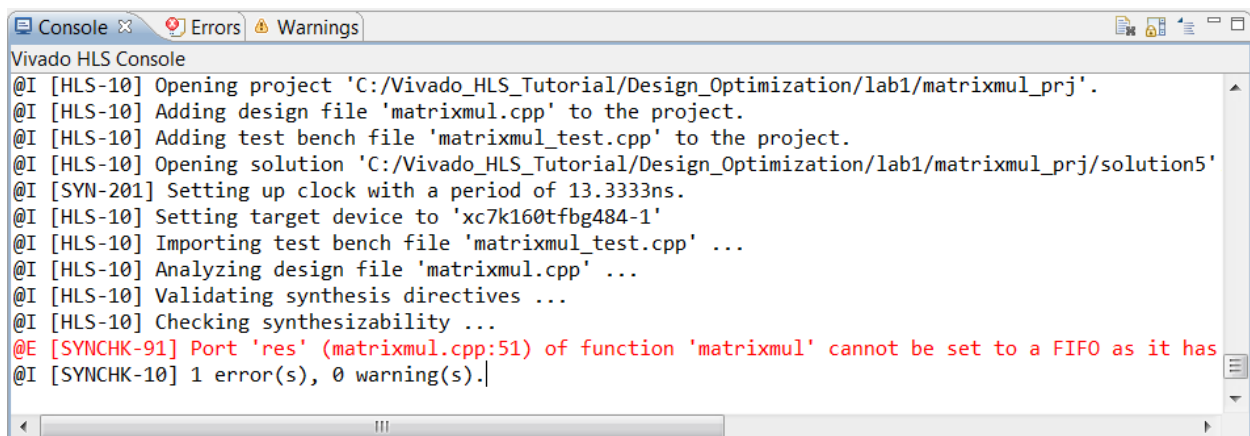 Console Errors Warnings
Vivado HLS Console
@I [HLS-10] Opening project 'C:/Vivado_HLS_Tutorial/Design_Optimization/lab1/matrixmul_prj'.
@I [HLS-10] Adding design file 'matrixmul.cpp' to the project.
@I [HLS-10] Adding test bench file 'matrixmul_test.cpp' to the project.
@I [HLS-10] Opening solution 'C:/Vivado_HLS_Tutorial/Design_Optimization/lab1/matrixmul_prj/solution5'
@I [SYN-201] Setting up clock with a period of 13.3333ns.
@I [HLS-10] Setting target device to 'xc7k160tfbg484-1'
@I [HLS-10] Importing test bench file 'matrixmul_test.cpp' ...
@I [HLS-10] Analyzing design file 'matrixmul.cpp' ...
@I [HLS-10] Validating synthesis directives ...
@I [HLS-10] Checking synthesizability ...
@E [SYNCHK-91] Port 'res' (matrixmul.cpp:51) of function 'matrixmul' cannot be set to a FIFO as it has
@I [SYNCHK-10] 1 error(s), 0 warning(s).